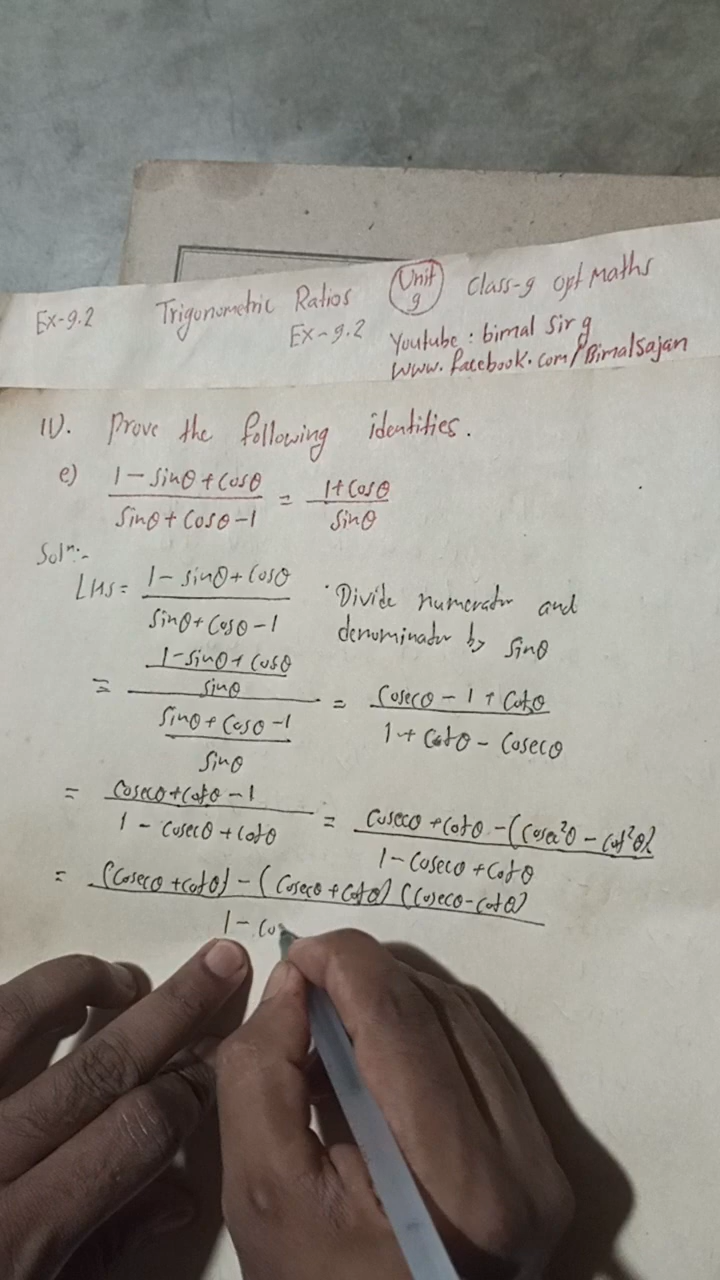 Ex-9.2 Trigonometric Ratios Unit 9 Class-9 opt Maths
Ex-9.2 Youtube : bimal Sir g
www.facebook.com/Bimalsajan
10. Prove the following identities.
e) (1 - sinθ + cosθ)/(sinθ + cosθ - 1) = (1 + cosθ)/sinθ
Solⁿ:-
LHS = (1 - sinθ + cosθ)/(sinθ + cosθ - 1) Divide numerator and
denominator by sinθ
= ((1 - sinθ + cosθ)/sinθ)/((sinθ + cosθ - 1)/sinθ) = (cosecθ - 1 + cotθ)/(1 + cotθ - cosecθ)
= (cosecθ + cotθ - 1)/(1 - cosecθ + cotθ) = (cosecθ + cotθ - (cosec²θ - cot²θ))/(1 - cosecθ + cotθ)
= ((cosecθ + cotθ) - (cosecθ + cotθ)(cosecθ - cotθ))/(1 - cos